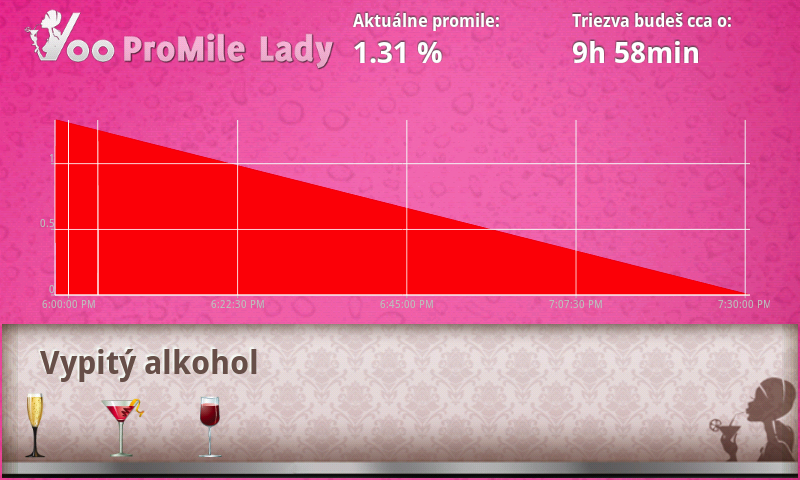 Voo ProMile Lady
Aktuálne promile:
1.31 %
Triezva budeš cca o:
9h 58min
1
0.5
0
6:00:00 PM
6:22:30 PM
6:45:00 PM
7:07:30 PM
7:30:00 PM
Vypitý alkohol